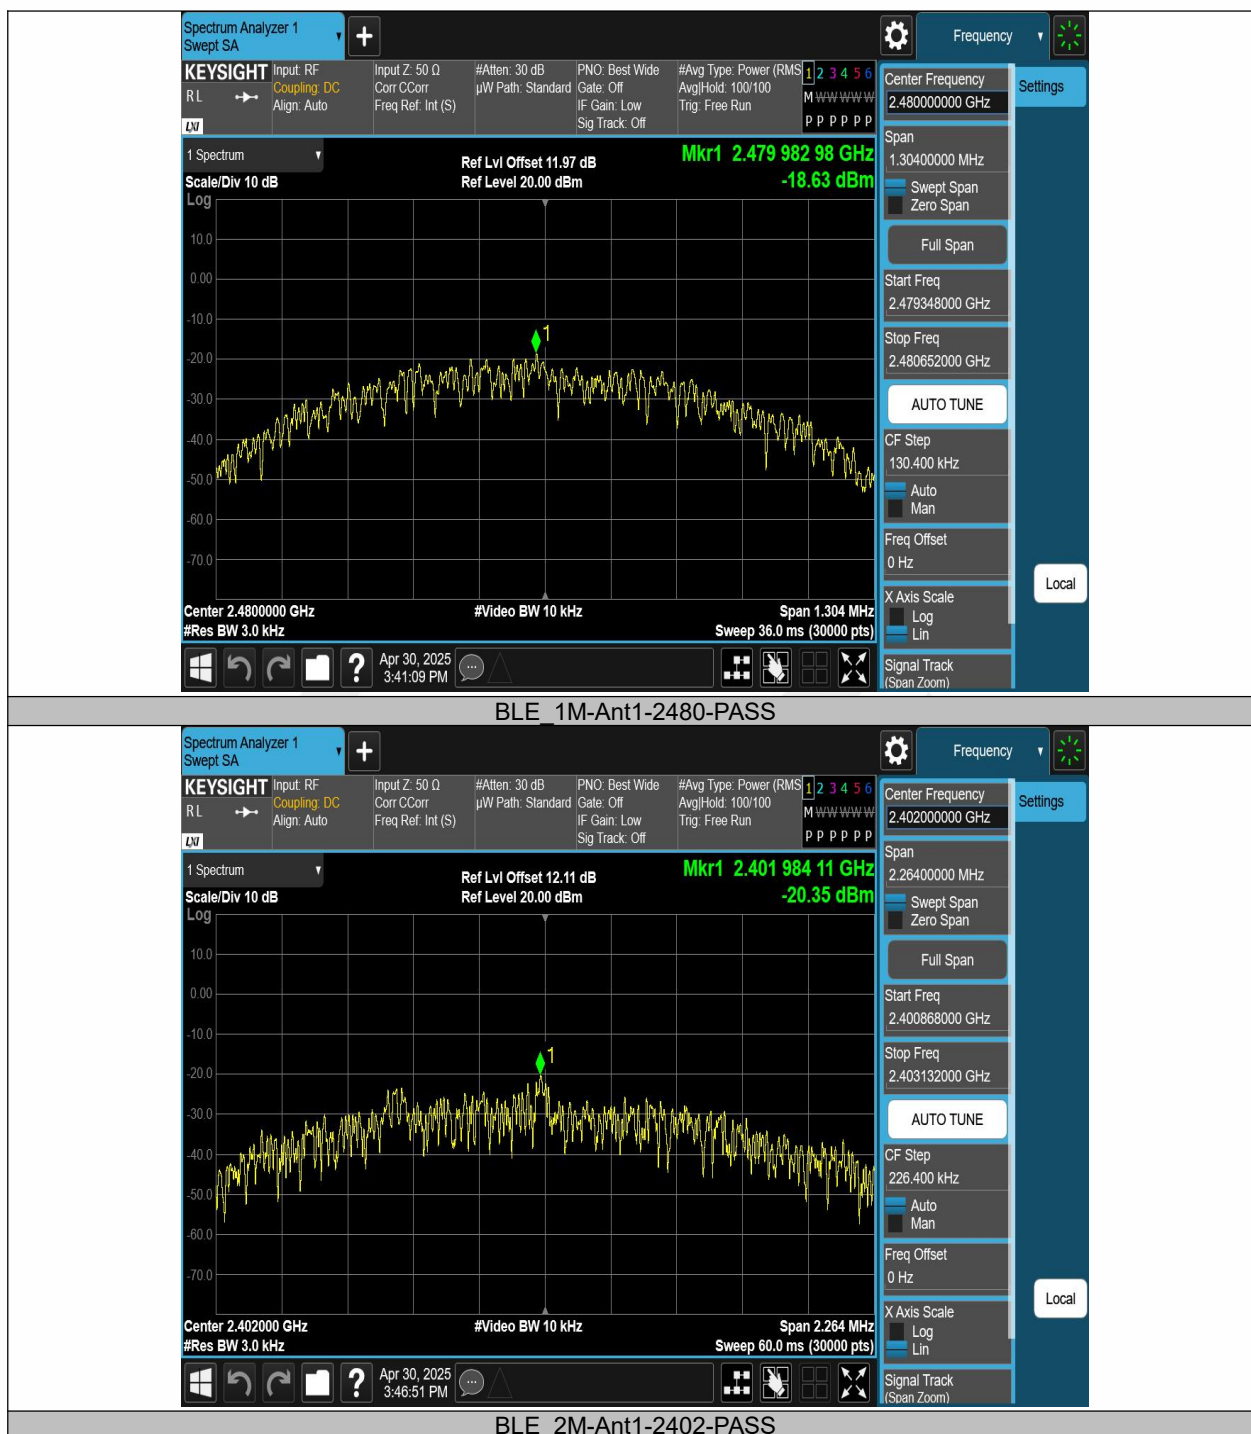 Spectrum Analyzer 1
Swept SA
+
Frequency
KEYSIGHT
RL
LXI
Input: RF
Coupling: DC
Align: Auto
Input Z: 50 Ω
Corr CCorr
Freq Ref: Int (S)
#Atten: 30 dB
µW Path: Standard
PNO: Best Wide
Gate: Off
IF Gain: Low
Sig Track: Off
#Avg Type: Power (RMS
Avg|Hold: 100/100
Trig: Free Run
1 2 3 4 5 6
M W W W W W
P P P P P P
Center Frequency
2.480000000 GHz
Settings
Span
1.30400000 MHz
Swept Span
Zero Span
Full Span
Start Freq
2.479348000 GHz
Stop Freq
2.480652000 GHz
AUTO TUNE
CF Step
130.400 kHz
Auto
Man
Freq Offset
0 Hz
X Axis Scale
Log
Lin
Signal Track
(Span Zoom)
Local
1 Spectrum
Scale/Div 10 dB
Log
Ref Lvl Offset 11.97 dB
Ref Level 20.00 dBm
Mkr1 2.479 982 98 GHz
-18.63 dBm
10.0
0.00
-10.0
-20.0
-30.0
-40.0
-50.0
-60.0
-70.0
1
Center 2.4800000 GHz
#Res BW 3.0 kHz
#Video BW 10 kHz
Span 1.304 MHz
Sweep 36.0 ms (30000 pts)
?
Apr 30, 2025
3:41:09 PM
BLE_1M-Ant1-2480-PASS
Spectrum Analyzer 1
Swept SA
+
Frequency
KEYSIGHT
RL
LXI
Input: RF
Coupling: DC
Align: Auto
Input Z: 50 Ω
Corr CCorr
Freq Ref: Int (S)
#Atten: 30 dB
µW Path: Standard
PNO: Best Wide
Gate: Off
IF Gain: Low
Sig Track: Off
#Avg Type: Power (RMS
Avg|Hold: 100/100
Trig: Free Run
1 2 3 4 5 6
M W W W W W
P P P P P P
Center Frequency
2.402000000 GHz
Settings
Span
2.26400000 MHz
Swept Span
Zero Span
Full Span
Start Freq
2.400868000 GHz
Stop Freq
2.403132000 GHz
AUTO TUNE
CF Step
226.400 kHz
Auto
Man
Freq Offset
0 Hz
X Axis Scale
Log
Lin
Signal Track
(Span Zoom)
Local
1 Spectrum
Scale/Div 10 dB
Log
Ref Lvl Offset 12.11 dB
Ref Level 20.00 dBm
Mkr1 2.401 984 11 GHz
-20.35 dBm
10.0
0.00
-10.0
-20.0
-30.0
-40.0
-50.0
-60.0
-70.0
1
Center 2.402000 GHz
#Res BW 3.0 kHz
#Video BW 10 kHz
Span 2.264 MHz
Sweep 60.0 ms (30000 pts)
?
Apr 30, 2025
3:46:51 PM
BLE_2M-Ant1-2402-PASS